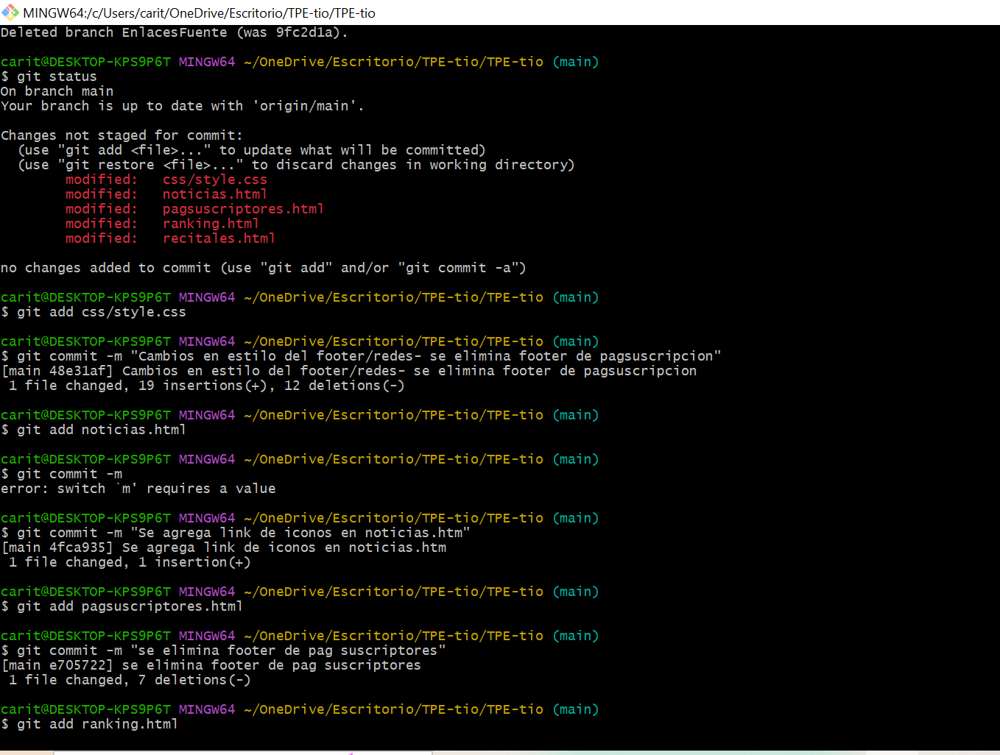 MINGW64:/c/Users/carit/OneDrive/Escritorio/TPE-tio/TPE-tio
Deleted branch EnlacesFuente (was 9fc2d1a).
carit@DESKTOP-KPS9P6T MINGW64 ~/OneDrive/Escritorio/TPE-tio/TPE-tio (main)
$ git status
On branch main
Your branch is up to date with 'origin/main'.
Changes not staged for commit:
  (use "git add <file>..." to update what will be committed)
  (use "git restore <file>..." to discard changes in working directory)
        modified:   css/style.css
        modified:   noticias.html
        modified:   pagsuscriptores.html
        modified:   ranking.html
        modified:   recitales.html
no changes added to commit (use "git add" and/or "git commit -a")
carit@DESKTOP-KPS9P6T MINGW64 ~/OneDrive/Escritorio/TPE-tio/TPE-tio (main)
$ git add css/style.css
carit@DESKTOP-KPS9P6T MINGW64 ~/OneDrive/Escritorio/TPE-tio/TPE-tio (main)
$ git commit -m "Cambios en estilo del footer/redes- se elimina footer de pagsuscripcion"
[main 48e31af] Cambios en estilo del footer/redes- se elimina footer de pagsuscripcion
 1 file changed, 19 insertions(+), 12 deletions(-)
carit@DESKTOP-KPS9P6T MINGW64 ~/OneDrive/Escritorio/TPE-tio/TPE-tio (main)
$ git add noticias.html
carit@DESKTOP-KPS9P6T MINGW64 ~/OneDrive/Escritorio/TPE-tio/TPE-tio (main)
$ git commit -m
error: switch `m' requires a value
carit@DESKTOP-KPS9P6T MINGW64 ~/OneDrive/Escritorio/TPE-tio/TPE-tio (main)
$ git commit -m "Se agrega link de iconos en noticias.htm"
[main 4fca935] Se agrega link de iconos en noticias.htm
 1 file changed, 1 insertion(+)
carit@DESKTOP-KPS9P6T MINGW64 ~/OneDrive/Escritorio/TPE-tio/TPE-tio (main)
$ git add pagsuscriptores.html
carit@DESKTOP-KPS9P6T MINGW64 ~/OneDrive/Escritorio/TPE-tio/TPE-tio (main)
$ git commit -m "se elimina footer de pag suscriptores"
[main e705722] se elimina footer de pag suscriptores
 1 file changed, 7 deletions(-)
carit@DESKTOP-KPS9P6T MINGW64 ~/OneDrive/Escritorio/TPE-tio/TPE-tio (main)
$ git add ranking.html